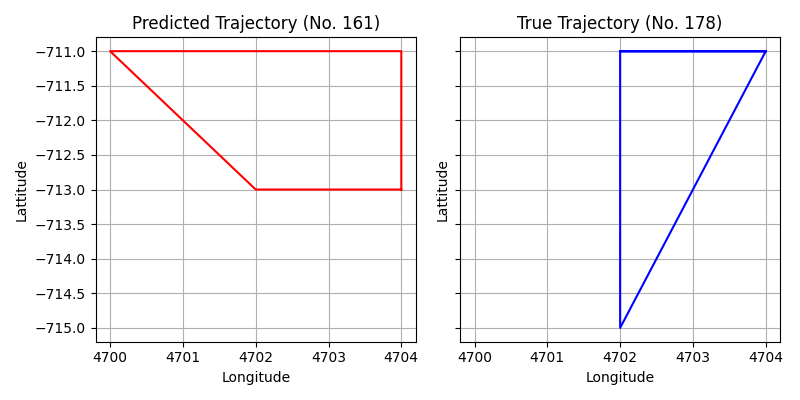 Predicted Trajectory (No. 161)
−711.0
−711.5
−712.0
−712.5
−713.0
−713.5
−714.0
−714.5
−715.0
Lattitude
4700 4701 4702 4703 4704
Longitude
True Trajectory (No. 178)
Lattitude
4700 4701 4702 4703 4704
Longitude